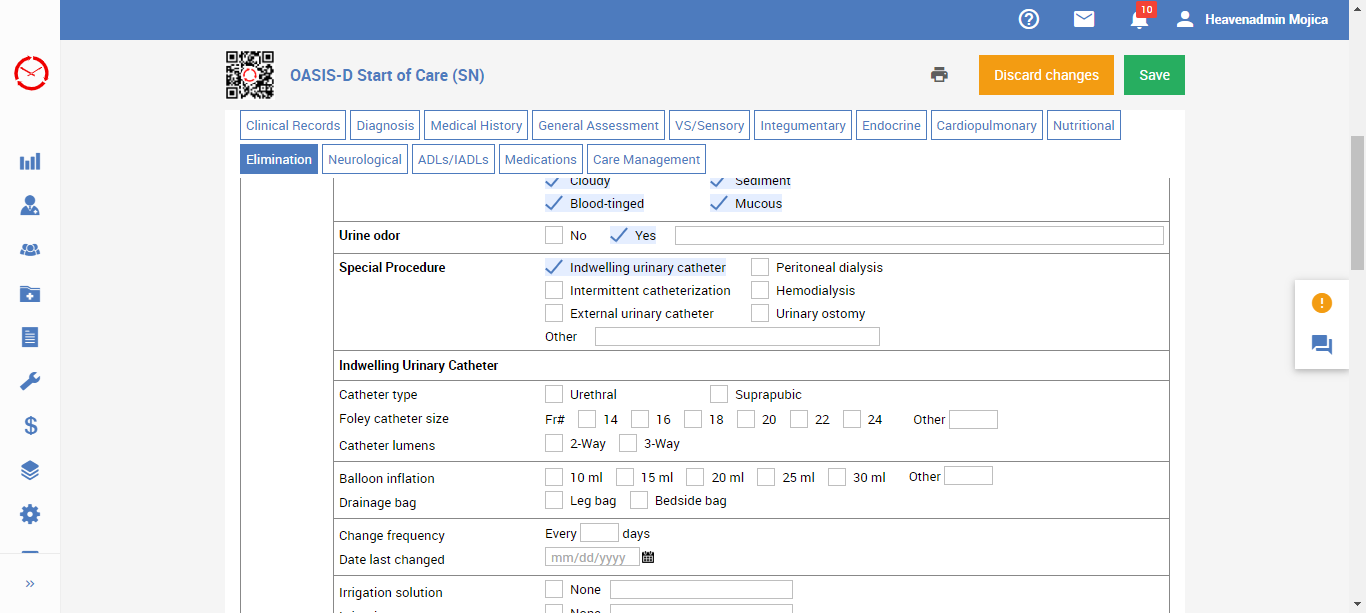 10
Heavenadmin Mojica
OASIS-D Start of Care (SN)
Discard changes
Save
Clinical Records Diagnosis Medical History General Assessment VS/Sensory Integumentary Endocrine Cardiopulmonary Nutritional
Elimination Neurological ADLs/IADLs Medications Care Management
Cloudy Sediment
Blood-tinged Mucous
Urine odor No Yes
Special Procedure Indwelling urinary catheter Peritoneal dialysis
Intermittent catheterization Hemodialysis
External urinary catheter Urinary ostomy
Other
Indwelling Urinary Catheter
Catheter type Urethral Suprapubic
Foley catheter size Fr# 14 16 18 20 22 24 Other
Catheter lumens 2-Way 3-Way
Balloon inflation 10 ml 15 ml 20 ml 25 ml 30 ml Other
Drainage bag Leg bag Bedside bag
Change frequency Every days
Date last changed mm/dd/yyyy
Irrigation solution None
None